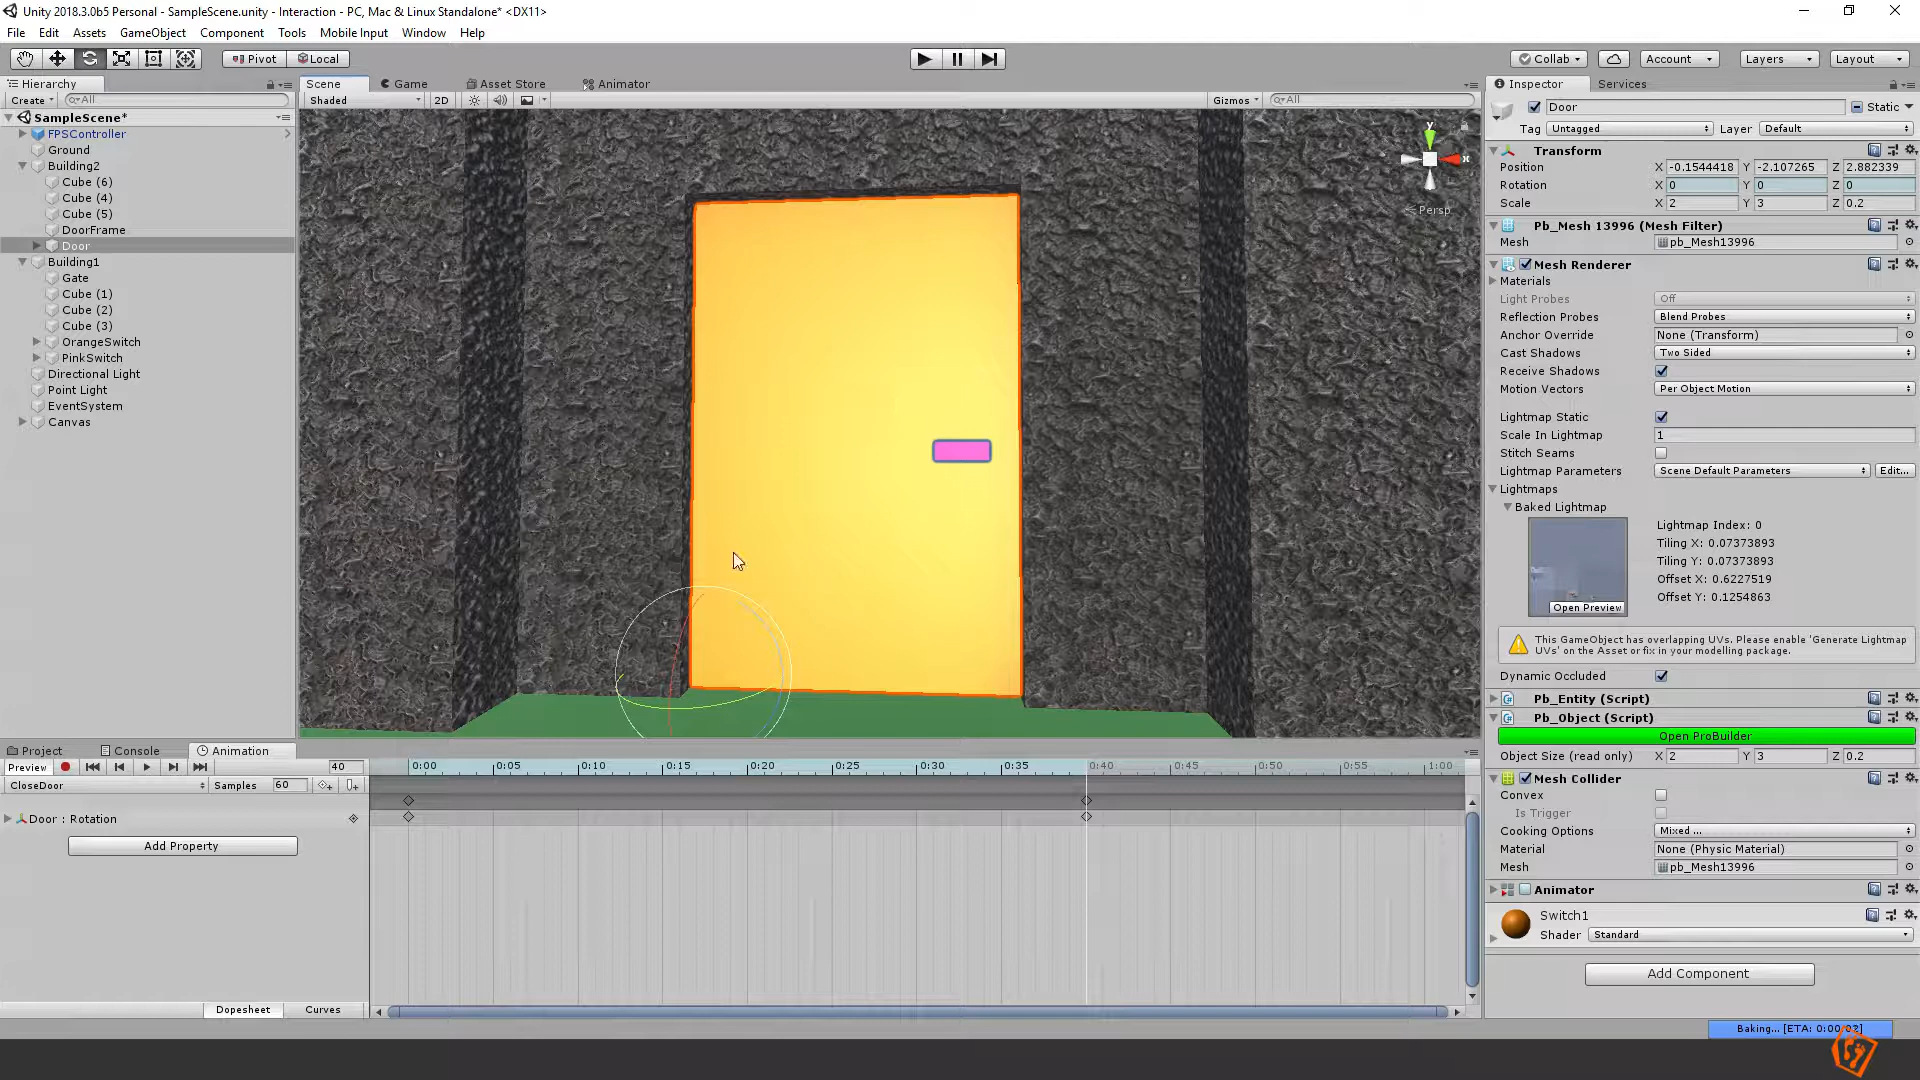 Unity 2018.3.0b5 Personal - SampleScene.unity - Interaction - PC, Mac & Linux Standalone* <DX11>
File Edit Assets GameObject Component Tools Mobile Input Window Help
Pivot Local Collab Account Layers Layout
Hierarchy Scene Game Asset Store Animator Inspector Services
Create All Shaded 2D Gizmos All
SampleScene*
FPSController
Ground
Building2
Cube (6)
Cube (4)
Cube (5)
DoorFrame
Door
Building1
Gate
Cube (1)
Cube (2)
Cube (3)
OrangeSwitch
PinkSwitch
Directional Light
Point Light
EventSystem
Canvas
y
x
Persp
Door Static
Tag Untagged Layer Default
Transform
Position X -0.1544418 Y -2.107265 Z 2.882339
Rotation X 0 Y 0 Z 0
Scale X 2 Y 3 Z 0.2
Pb_Mesh 13996 (Mesh Filter)
Mesh pb_Mesh13996
Mesh Renderer
Materials
Light Probes Off
Reflection Probes Blend Probes
Anchor Override None (Transform)
Cast Shadows Two Sided
Receive Shadows
Motion Vectors Per Object Motion
Lightmap Static
Scale In Lightmap 1
Stitch Seams
Lightmap Parameters Scene Default Parameters Edit...
Lightmaps
Baked Lightmap
Lightmap Index: 0
Tiling X: 0.07373893
Tiling Y: 0.07373893
Offset X: 0.6227519
Offset Y: 0.1254863
Open Preview
This GameObject has overlapping UVs. Please enable 'Generate Lightmap
UVs' on the Asset or fix in your modelling package.
Dynamic Occluded
Pb_Entity (Script)
Pb_Object (Script)
Open ProBuilder
Object Size (read only) X 2 Y 3 Z 0.2
Mesh Collider
Convex
Is Trigger
Cooking Options Mixed ...
Material None (Physic Material)
Mesh pb_Mesh13996
Animator
Switch1
Shader Standard
Add Component
Project Console Animation
Preview 40 0:00 0:05 0:10 0:15 0:20 0:25 0:30 0:35 0:40 0:45 0:50 0:55 1:00
CloseDoor Samples 60
Door : Rotation
Add Property
Dopesheet Curves
Baking... [ETA: 0:00:02]